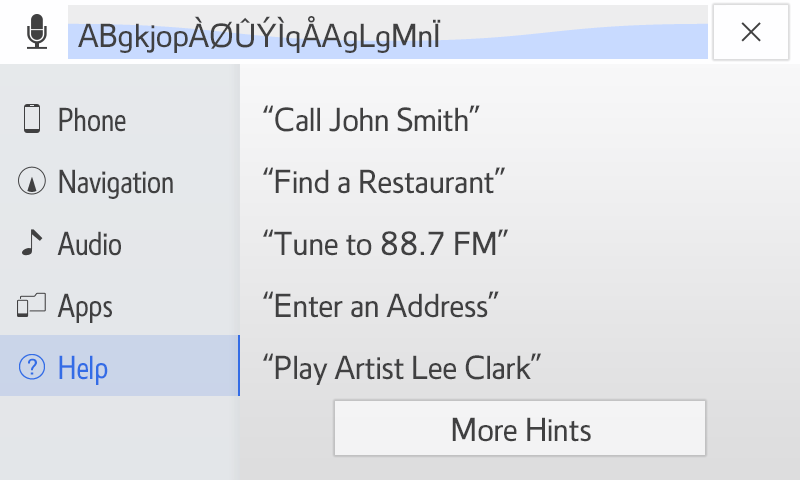 ABgkjopÀØÛÝÌqÅAgLgMnÏ
Phone
Navigation
Audio
Apps
Help
“Call John Smith”
“Find a Restaurant”
“Tune to 88.7 FM”
“Enter an Address”
“Play Artist Lee Clark”
More Hints